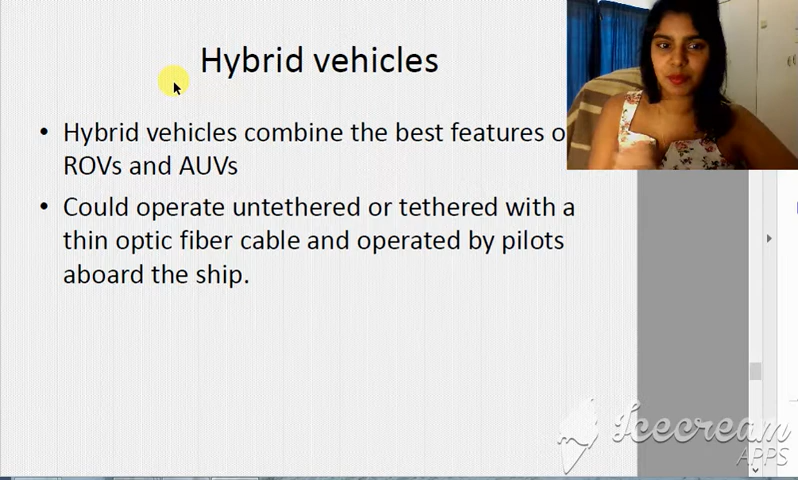 Hybrid vehicles
• Hybrid vehicles combine the best features o
ROVs and AUVs
• Could operate untethered or tethered with a
thin optic fiber cable and operated by pilots
aboard the ship.
Icecream
APPS